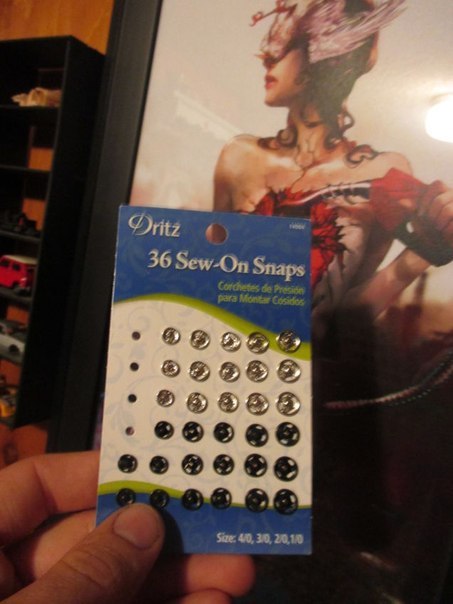 Dritz
36 Sew-On Snaps
Corchetes de Presión
para Montar Cosidos
Size: 4/0, 3/0, 2/0,1/0